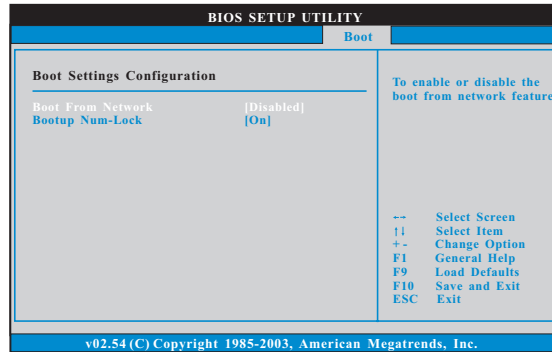 BIOS SETUP UTILITY
Boot
Boot Settings Configuration
Boot From Network [Disabled]
Bootup Num-Lock [On]
To enable or disable the
boot from network feature
←→ Select Screen
↑↓ Select Item
+ - Change Option
F1 General Help
F9 Load Defaults
F10 Save and Exit
ESC Exit
v02.54 (C) Copyright 1985-2003, American Megatrends, Inc.